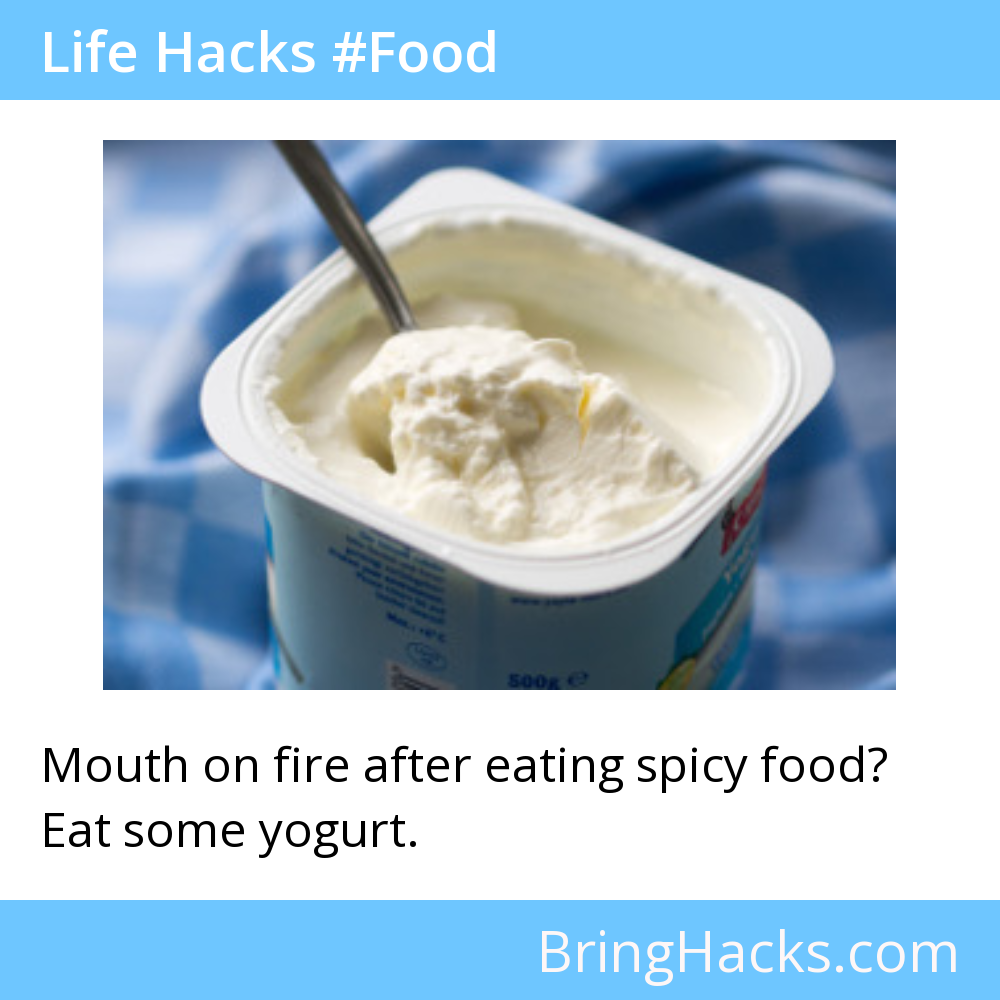 Life Hacks #Food
500g e
Mouth on fire after eating spicy food?
Eat some yogurt.
BringHacks.com